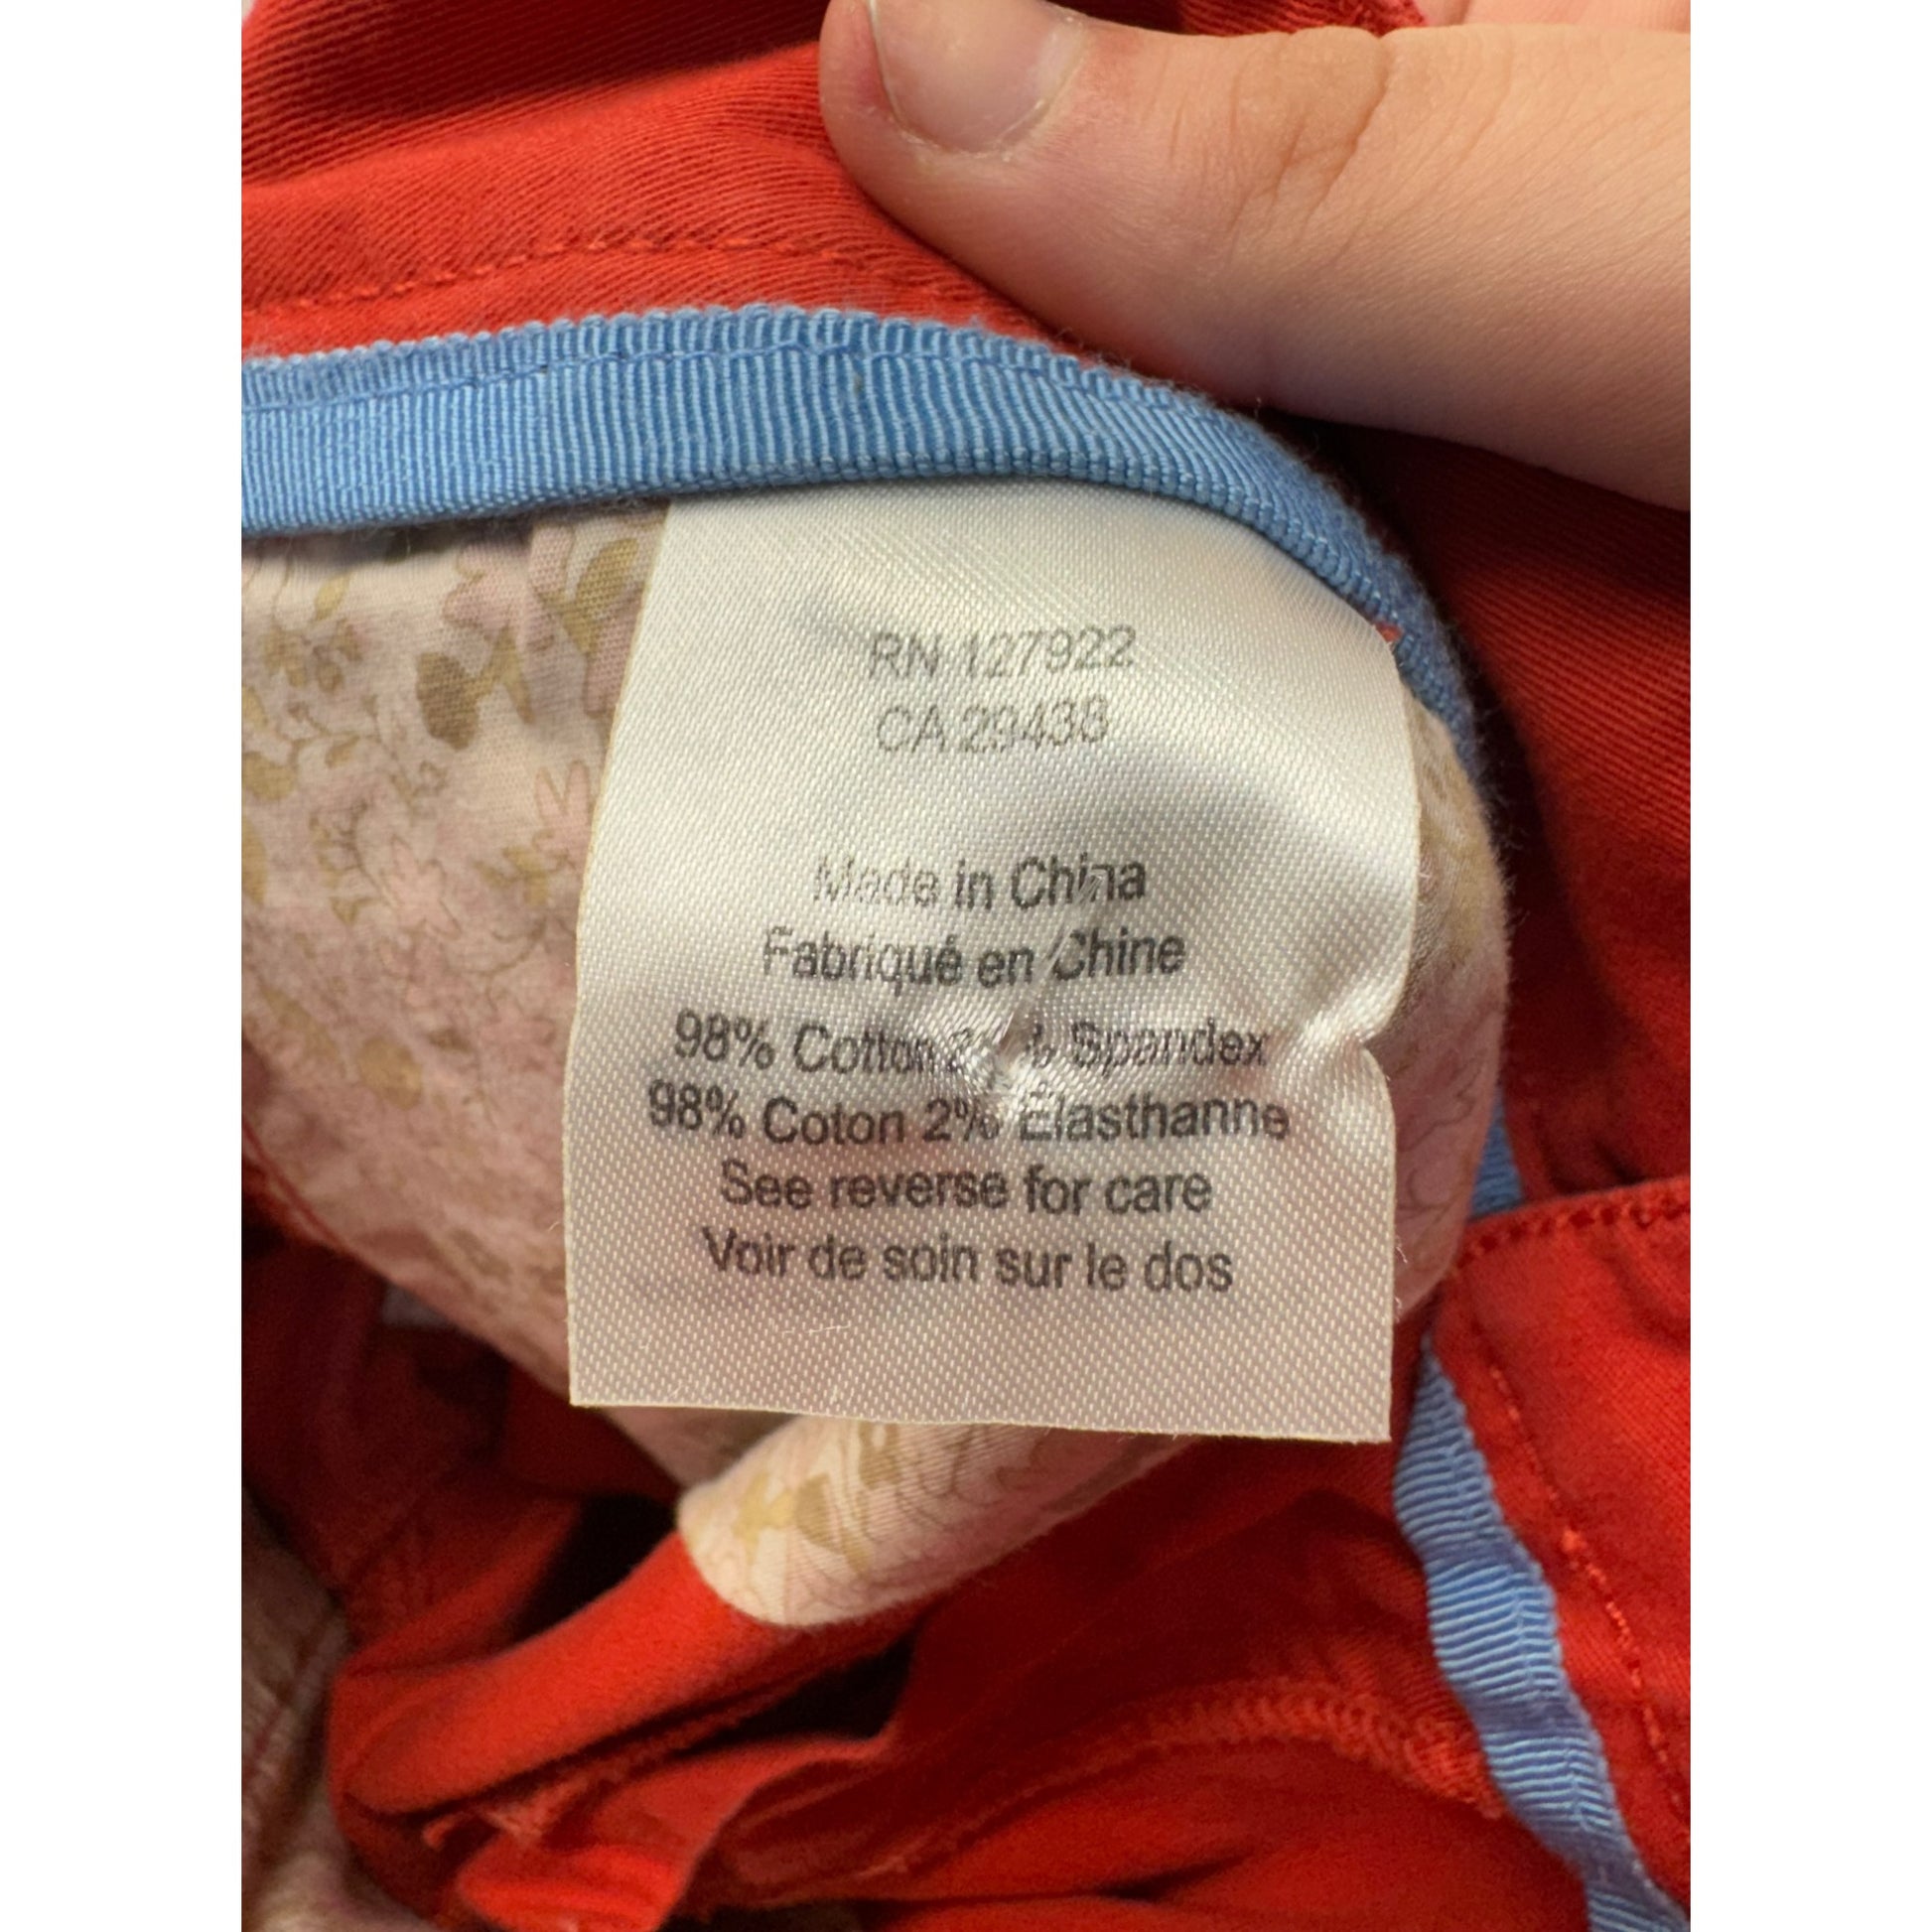 RN 127922
CA 29438
Made in China
Fabriqué en Chine
98% Cotton 2% Spandex
98% Coton 2% Élasthanne
See reverse for care
Voir de soin sur le dos